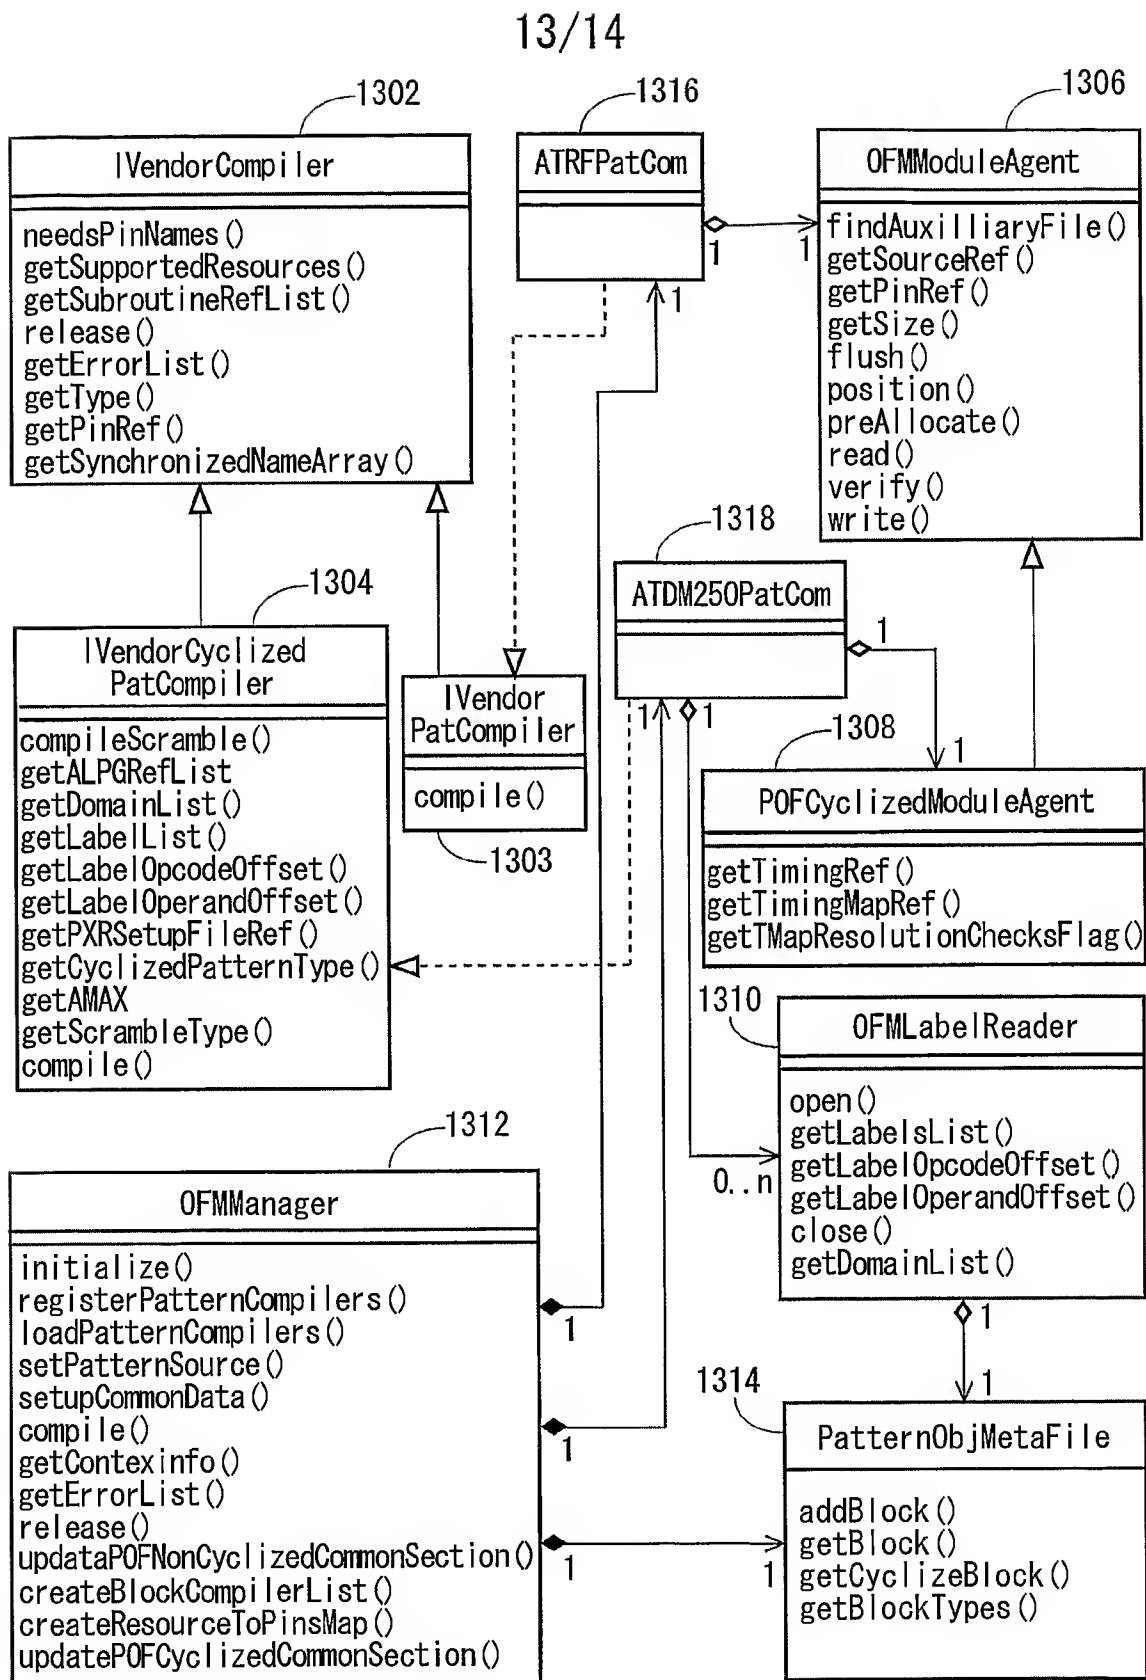 13/14
1302
IVendorCompiler
needsPinNames()
getSupportedResources()
getSubroutineRefList()
release()
getErrorList()
getType()
getPinRef()
getSynchronizedNameArray()
1316
ATRFPatCom
1
1
1
1306
OFMModuleAgent
findAuxilliaryFile()
getSourceRef()
getPinRef()
getSize()
flush()
position()
preAllocate()
read()
verify()
write()
1304
IVendorCyclized
PatCompiler
compileScramble()
getALPGRefList
getDomainList()
getLabelList()
getLabelOpcodeOffset()
getLabelOperandOffset()
getPXRSetupFileRef()
getCyclizedPatternType()
getAMAX
getScrambleType()
compile()
IVendor
PatCompiler
compile()
1303
1318
ATDM250PatCom
1
1
1
1308
1
POFCyclizedModuleAgent
getTimingRef()
getTimingMapRef()
getTMapResolutionChecksFlag()
1310
OFMLabelReader
open()
getLabelsList()
getLabelOpcodeOffset()
getLabelOperandOffset()
close()
getDomainList()
0..n
1
1
1312
OFMManager
initialize()
registerPatternCompilers()
loadPatternCompilers()
setPatternSource()
setupCommonData()
compile()
getContexinfo()
getErrorList()
release()
updataPOFNonCyclizedCommonSection()
createBlockCompilerList()
createResourceToPinsMap()
updatePOFCyclizedCommonSection()
1
1
1
1
1314
PatternObjMetaFile
addBlock()
getBlock()
getCyclizeBlock()
getBlockTypes()